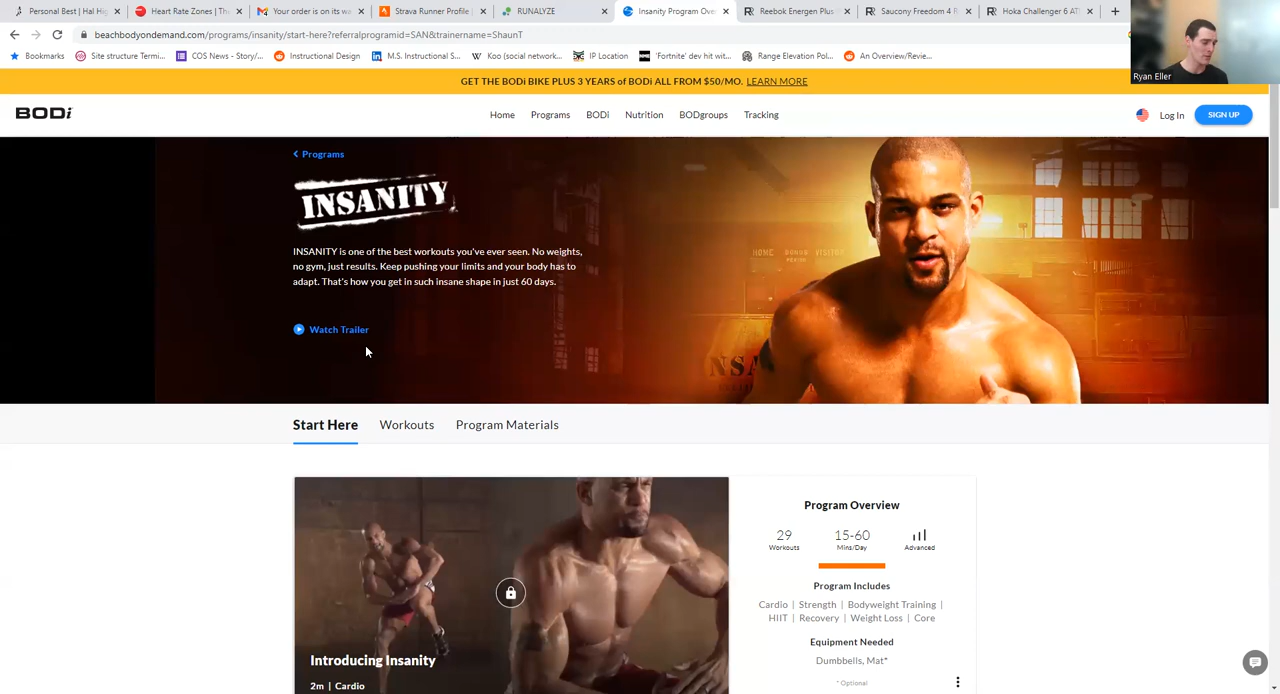 Personal Best | Hal Hig
Heart Rate Zones | Th
Your order is on its wa
Strava Runner Profile |
RUNALYZE
Insanity Program Ove
Reebok Energen Plus
Saucony Freedom 4 R
Hoka Challenger 6 AT
beachbodyondemand.com/programs/insanity/start-here?referralprogramid=SAN&trainername=ShaunT
Bookmarks
Site structure Termi...
COS News - Story/...
Instructional Design
M.S. Instructional S...
Koo (social network...
IP Location
'Fortnite' dev hit wit...
Range Elevation Pol...
An Overview/Revie...
Ryan Eller
GET THE BODi BIKE PLUS 3 YEARS of BODi ALL FROM $50/MO. LEARN MORE
BODi
Home
Programs
BODi
Nutrition
BODgroups
Tracking
Log In
SIGN UP
Programs
INSANITY
INSANITY is one of the best workouts you've ever seen. No weights,
no gym, just results. Keep pushing your limits and your body has to
adapt. That's how you get in such insane shape in just 60 days.
Watch Trailer
HOME BONUS VISITOR
Start Here
Workouts
Program Materials
Introducing Insanity
2m | Cardio
Program Overview
29
Workouts
15-60
Mins/Day
Advanced
Program Includes
Cardio | Strength | Bodyweight Training |
HIIT | Recovery | Weight Loss | Core
Equipment Needed
Dumbbells, Mat*
* Optional